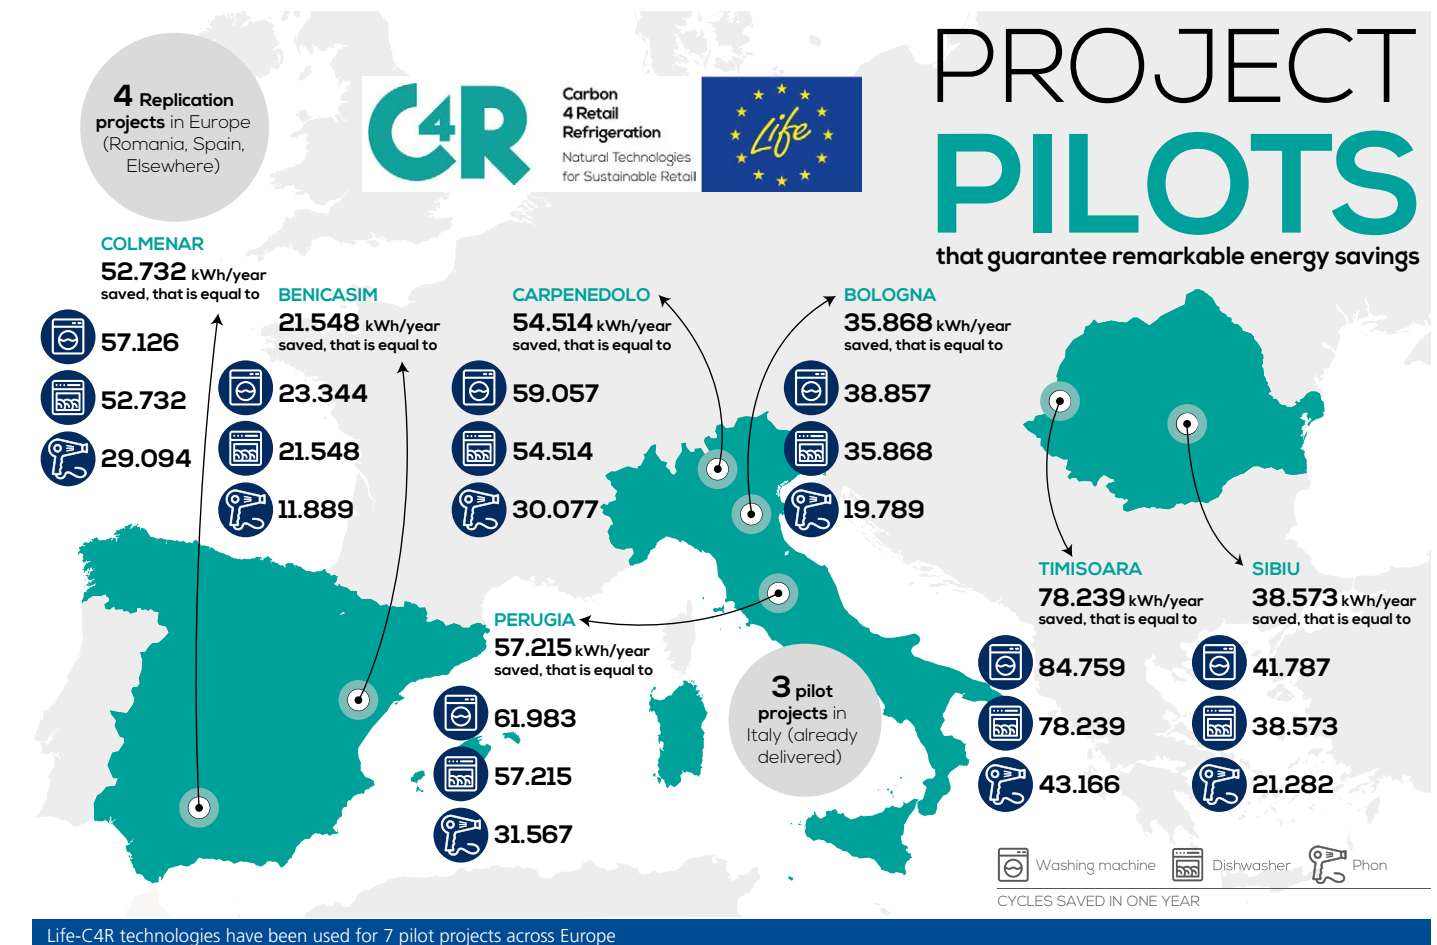 PROJECT
PILOTS
that guarantee remarkable energy savings
4 Replication
projects in Europe
(Romania, Spain,
Elsewhere)
C4R
Carbon
4 Retail
Refrigeration
Natural Technologies
for Sustainable Retail
Life
COLMENAR
52.732 kWh/year
saved, that is equal to
57.126
52.732
29.094
BENICASIM
21.548 kWh/year
saved, that is equal to
23.344
21.548
11.889
CARPENEDOLO
54.514 kWh/year
saved, that is equal to
59.057
54.514
30.077
BOLOGNA
35.868 kWh/year
saved, that is equal to
38.857
35.868
19.789
PERUGIA
57.215 kWh/year
saved, that is equal to
61.983
57.215
31.567
3 pilot
projects in
Italy (already
delivered)
TIMISOARA
78.239 kWh/year
saved, that is equal to
84.759
78.239
43.166
SIBIU
38.573 kWh/year
saved, that is equal to
41.787
38.573
21.282
Washing machine
Dishwasher
Phon
CYCLES SAVED IN ONE YEAR
Life-C4R technologies have been used for 7 pilot projects across Europe